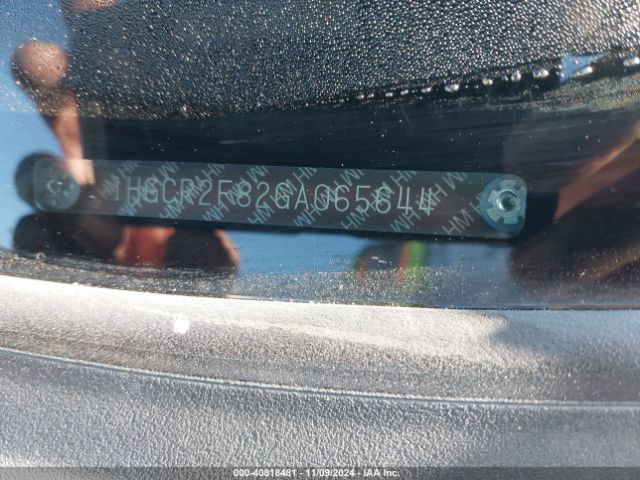 1HGCR2F82GA065644
000-40818481 - 11/09/2024 - IAA Inc.